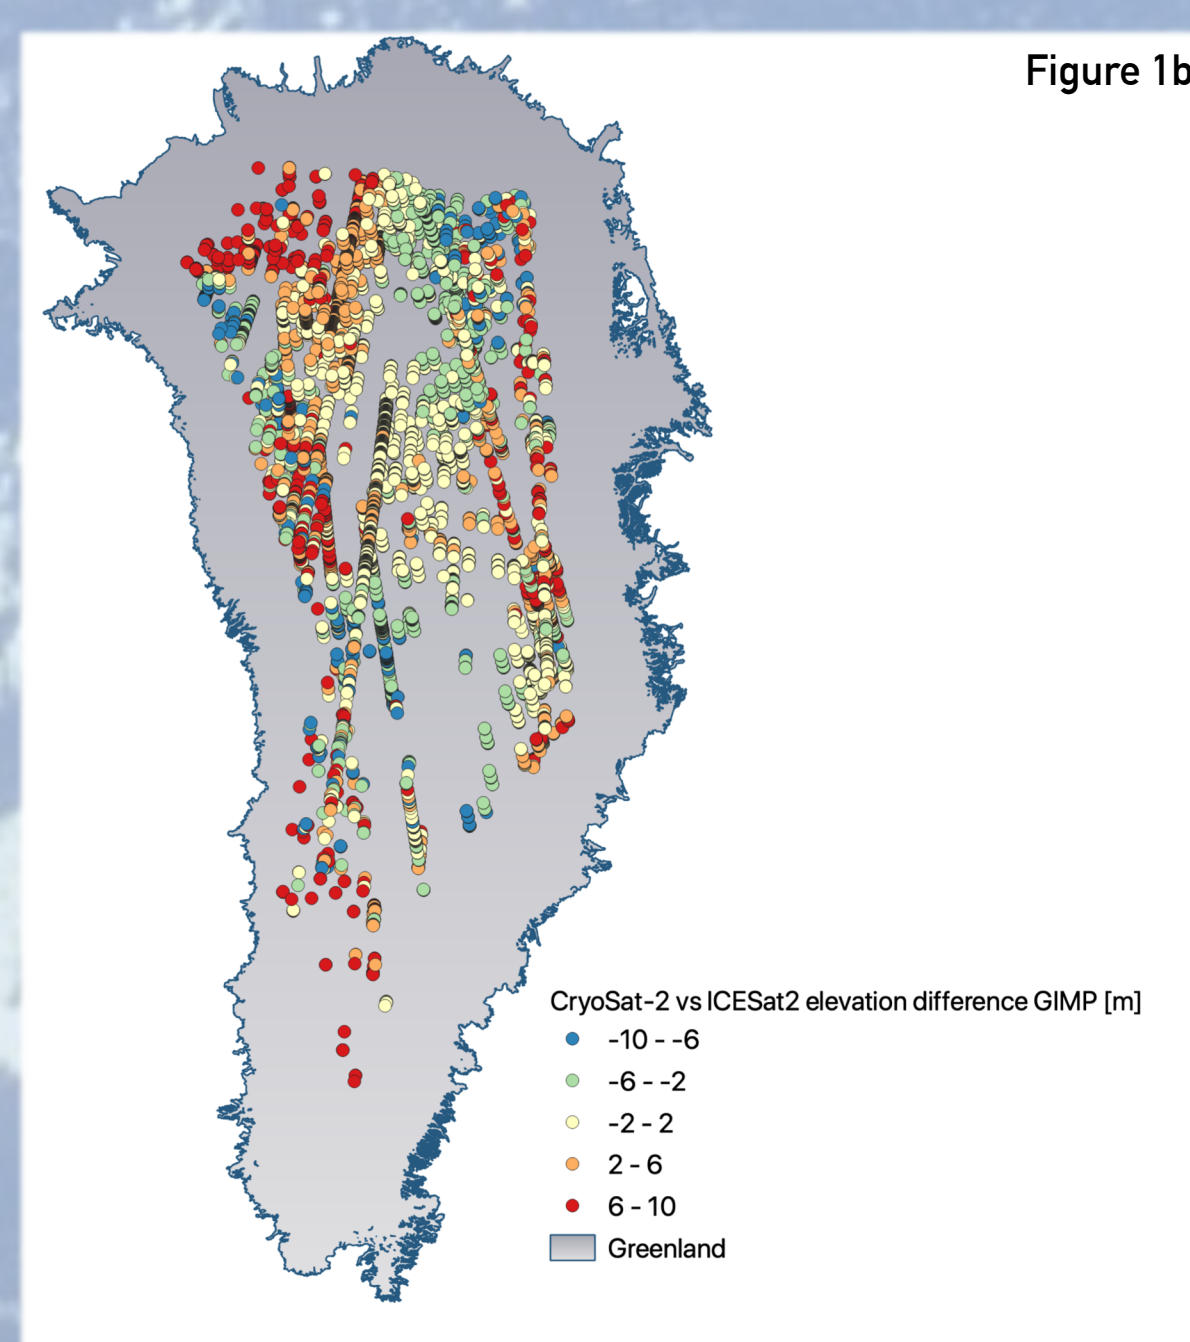 Figure 1b
CryoSat-2 vs ICESat2 elevation difference GIMP [m]
-10 - -6
-6 - -2
-2 - 2
2 - 6
6 - 10
Greenland